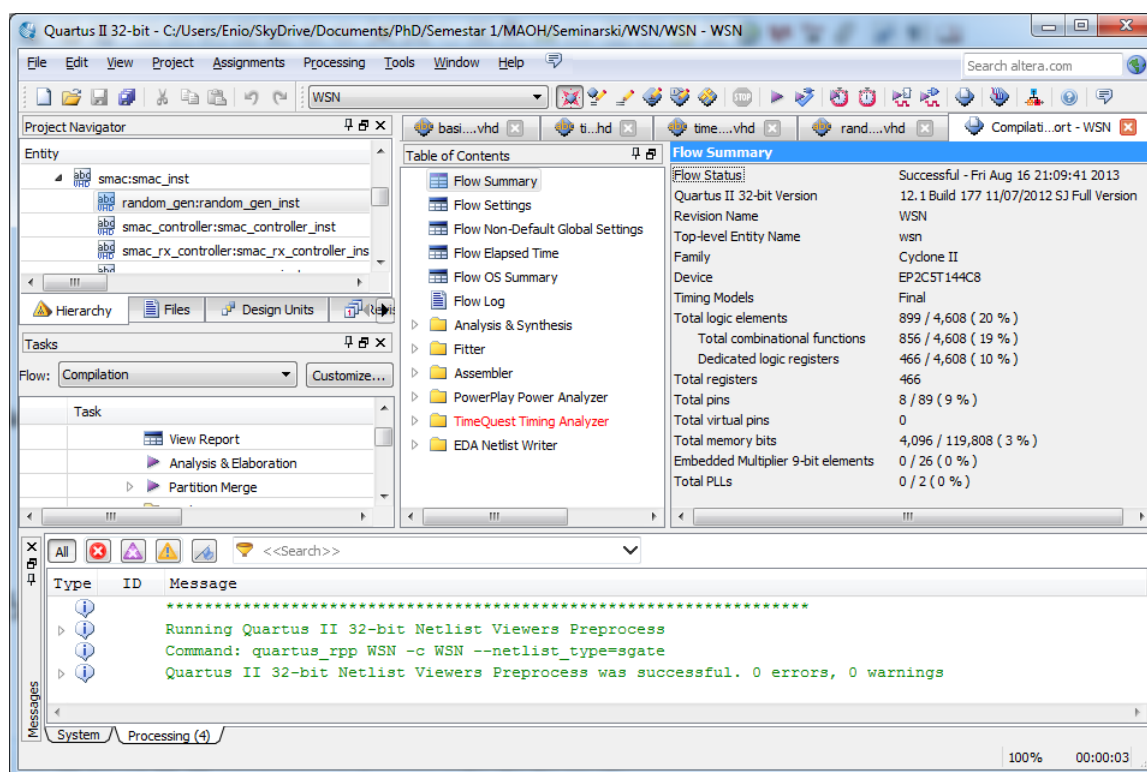 Quartus II 32-bit - C:/Users/Enio/SkyDrive/Documents/PhD/Semestar 1/MAOH/Seminarski/WSN/WSN - WSN
File Edit View Project Assignments Processing Tools Window Help
Search altera.com
WSN
STOP
Project Navigator
Entity
smac:smac_inst
random_gen:random_gen_inst
smac_controller:smac_controller_inst
smac_rx_controller:smac_rx_controller_ins
Hierarchy Files Design Units
Tasks
Flow: Compilation Customize...
Task
View Report
Analysis & Elaboration
Partition Merge
basi....vhd ti...hd time....vhd rand....vhd Compilati...ort - WSN
Table of Contents
Flow Summary
Flow Settings
Flow Non-Default Global Settings
Flow Elapsed Time
Flow OS Summary
Flow Log
Analysis & Synthesis
Fitter
Assembler
PowerPlay Power Analyzer
TimeQuest Timing Analyzer
EDA Netlist Writer
Flow Summary
Flow Status Successful - Fri Aug 16 21:09:41 2013
Quartus II 32-bit Version 12.1 Build 177 11/07/2012 SJ Full Version
Revision Name WSN
Top-level Entity Name wsn
Family Cyclone II
Device EP2C5T144C8
Timing Models Final
Total logic elements 899 / 4,608 ( 20 % )
Total combinational functions 856 / 4,608 ( 19 % )
Dedicated logic registers 466 / 4,608 ( 10 % )
Total registers 466
Total pins 8 / 89 ( 9 % )
Total virtual pins 0
Total memory bits 4,096 / 119,808 ( 3 % )
Embedded Multiplier 9-bit elements 0 / 26 ( 0 % )
Total PLLs 0 / 2 ( 0 % )
All <<Search>>
Type ID Message
*******************************************************************
Running Quartus II 32-bit Netlist Viewers Preprocess
Command: quartus_rpp WSN -c WSN --netlist_type=sgate
Quartus II 32-bit Netlist Viewers Preprocess was successful. 0 errors, 0 warnings
Messages
System Processing (4)
100% 00:00:03